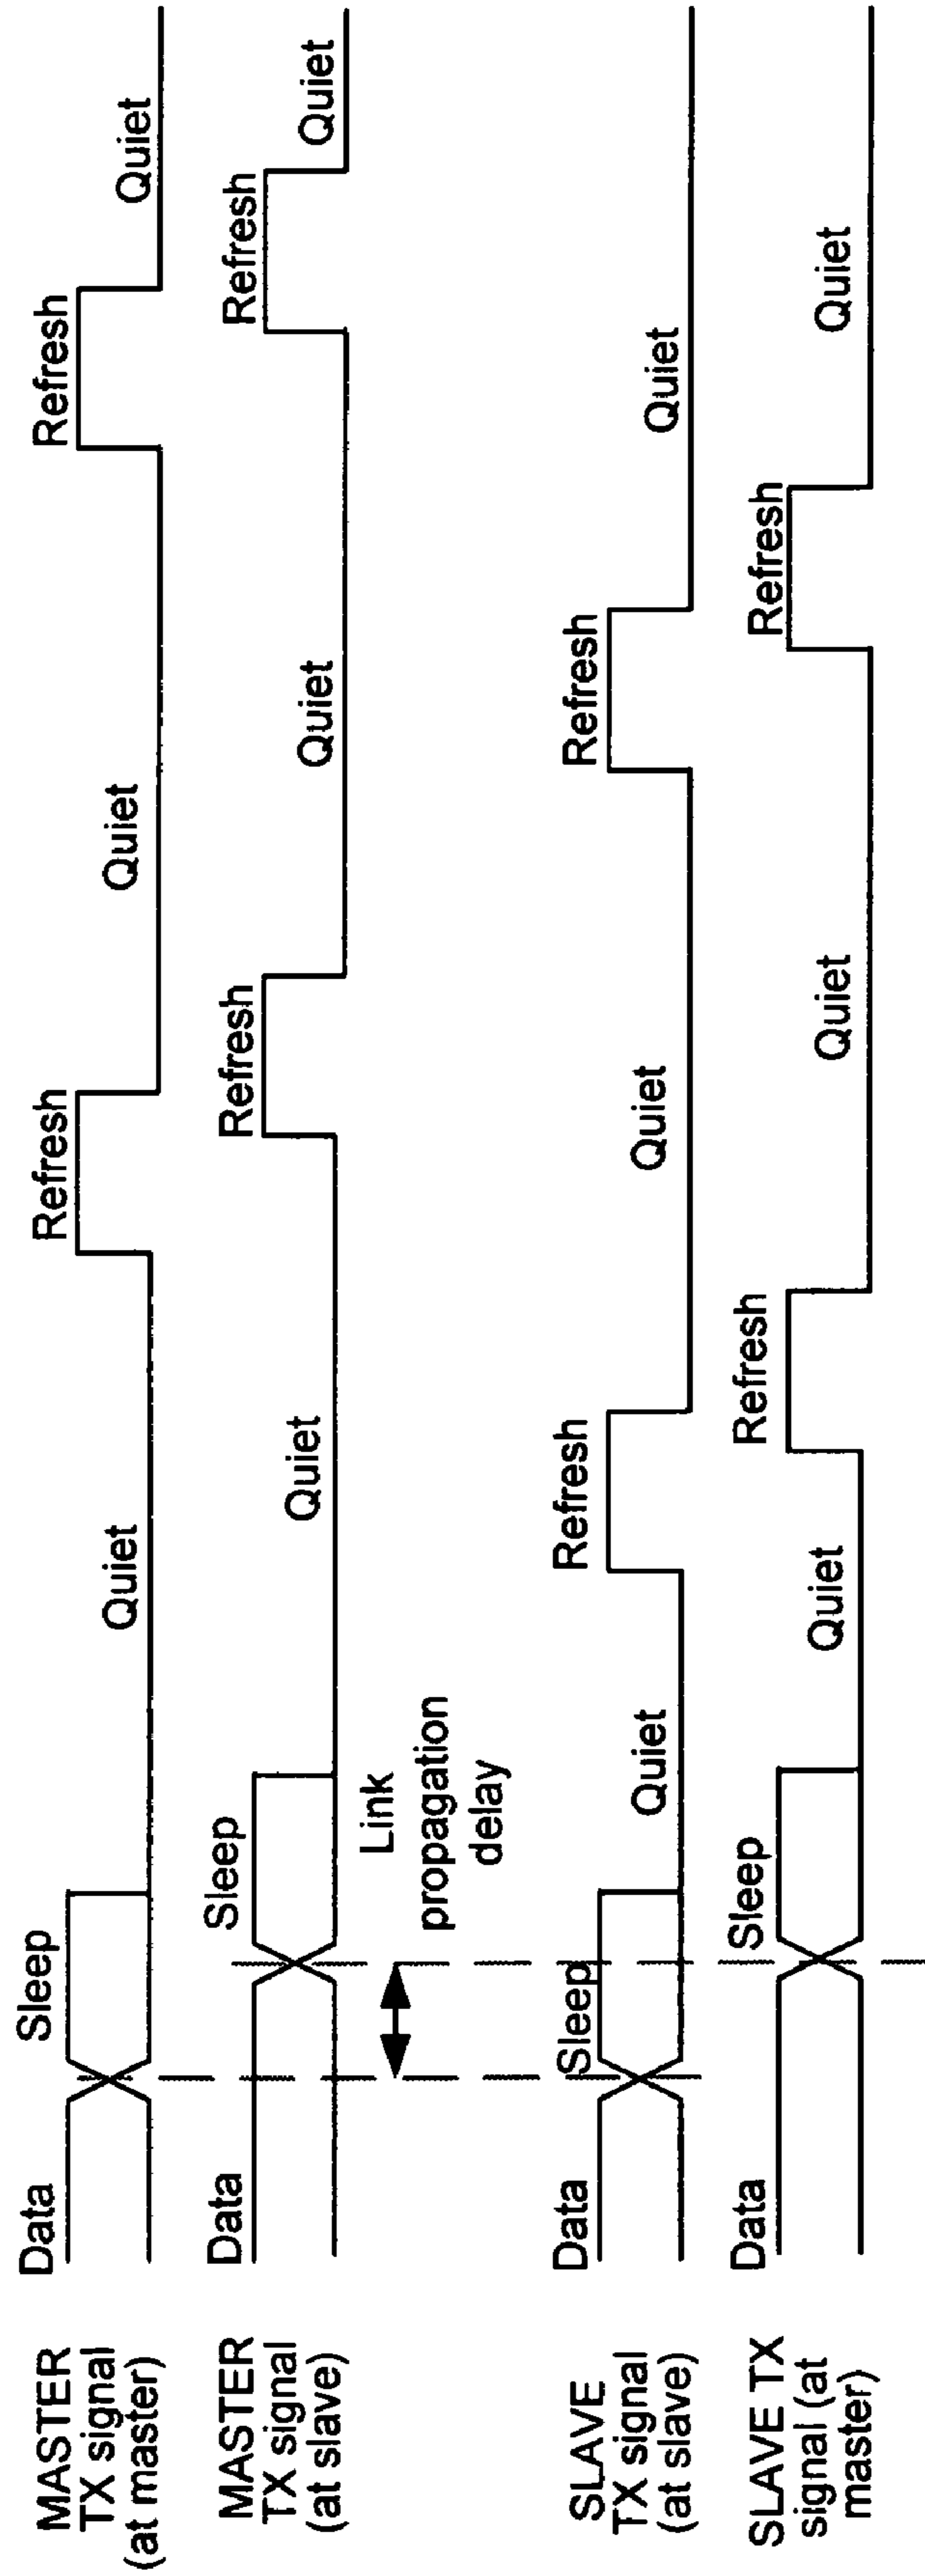 MASTER
TX signal
(at master)
Data
Sleep
Quiet
Refresh
Quiet
Refresh
Quiet
MASTER
TX signal
(at slave)
Data
Sleep
Quiet
Refresh
Quiet
Refresh
Quiet
Link
propagation
delay
SLAVE
TX signal
(at slave)
Data
Sleep
Quiet
Refresh
Quiet
Refresh
Quiet
SLAVE TX
signal (at
master)
Data
Sleep
Quiet
Refresh
Quiet
Refresh
Quiet